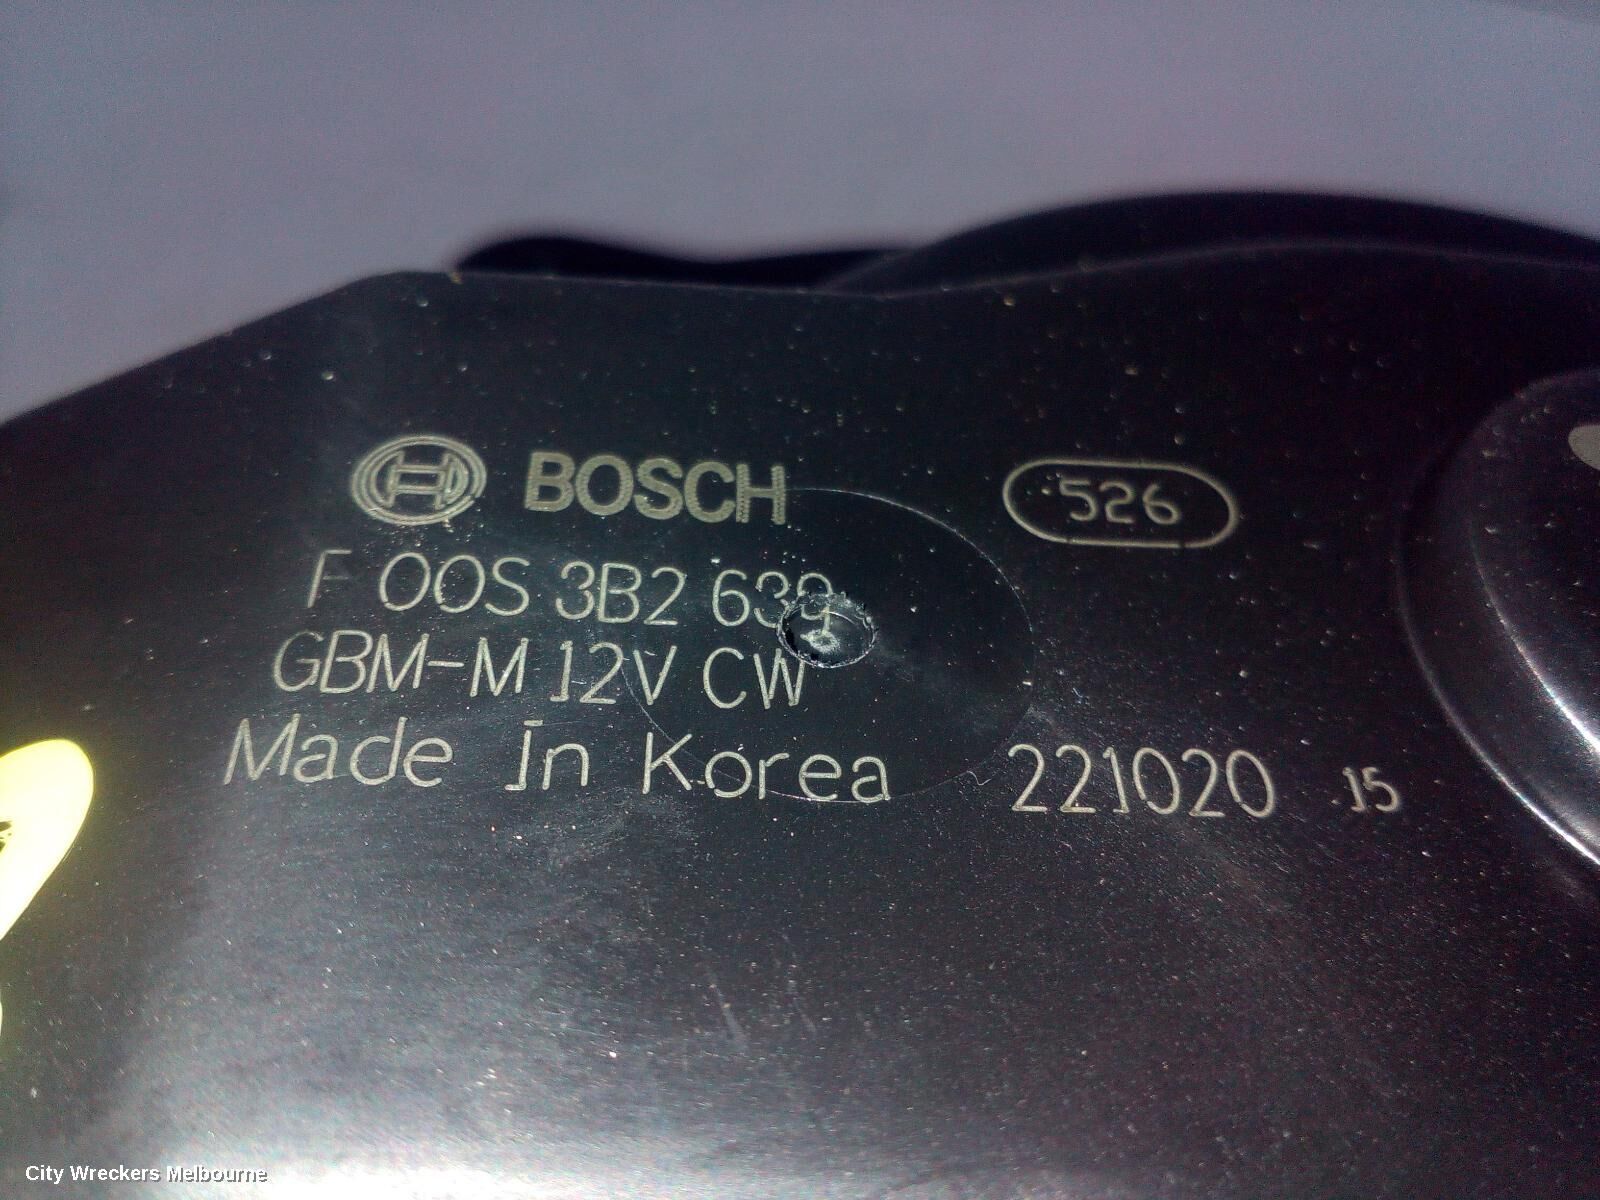 BOSCH
526
F 00S 3B2 639
GBM-M 12V CW
Made In Korea 221020 .15
City Wreckers Melbourne